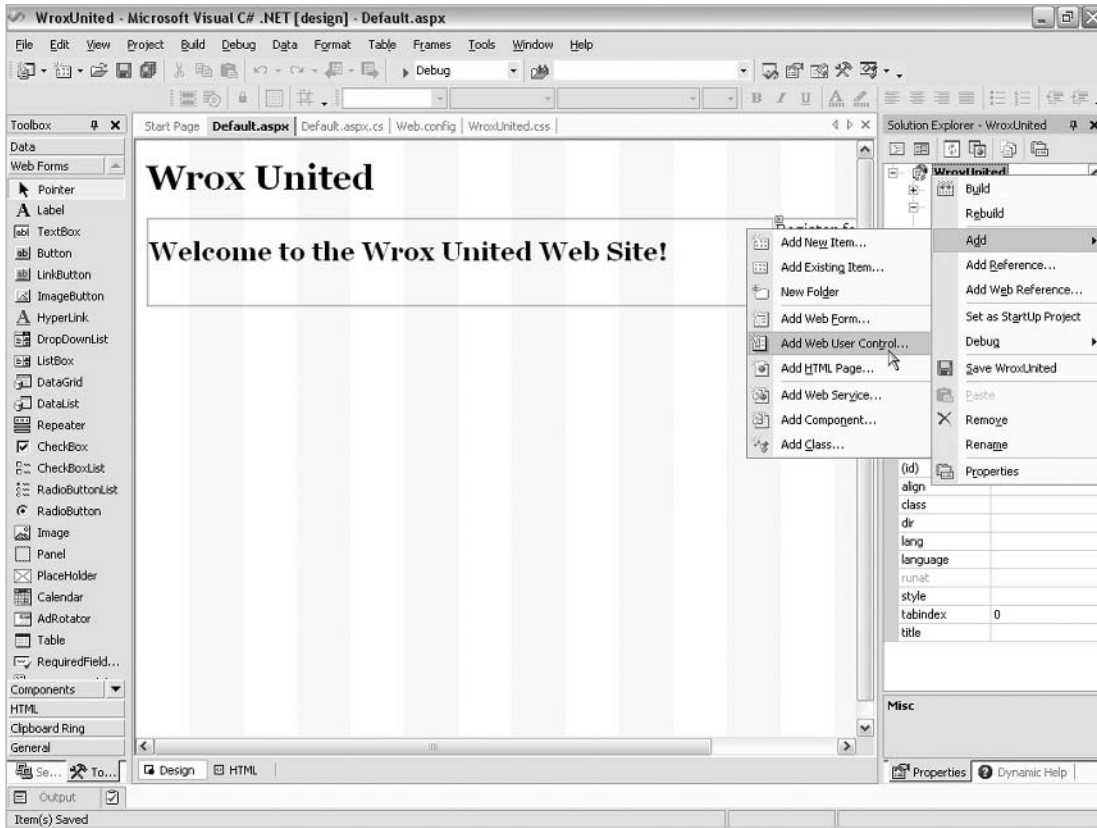 WroxUnited - Microsoft Visual C# .NET [design] - Default.aspx
File Edit View Project Build Debug Data Format Table Frames Tools Window Help
Debug
B I U A
Toolbox
Start Page Default.aspx Default.aspx.cs Web.config WroxUnited.css
Solution Explorer - WroxUnited
Data
Web Forms
Pointer
Label
TextBox
Button
LinkButton
ImageButton
HyperLink
DropDownList
ListBox
DataGrid
DataList
Repeater
CheckBox
CheckBoxList
RadioButtonList
RadioButton
Image
Panel
PlaceHolder
Calendar
AdRotator
Table
RequiredField...
Components
HTML
Clipboard Ring
General
Se... To...
Wrox United
Welcome to the Wrox United Web Site!
Design HTML
WroxUnited
Build
Rebuild
Add
Add Reference...
Add Web Reference...
Set as StartUp Project
Debug
Save WroxUnited
Paste
Remove
Rename
Properties
Add New Item...
Add Existing Item...
New Folder
Add Web Form...
Add Web User Control...
Add HTML Page...
Add Web Service...
Add Component...
Add Class...
(id)
align
class
dir
lang
language
runat
style
tabindex 0
title
Misc
Properties Dynamic Help
Output
Item(s) Saved